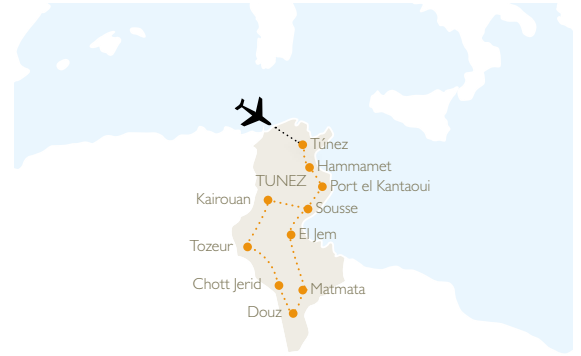 Túnez
Hammamet
TUNEZ
Port el Kantaoui
Kairouan
Sousse
El Jem
Tozeur
Chott Jerid
Matmata
Douz